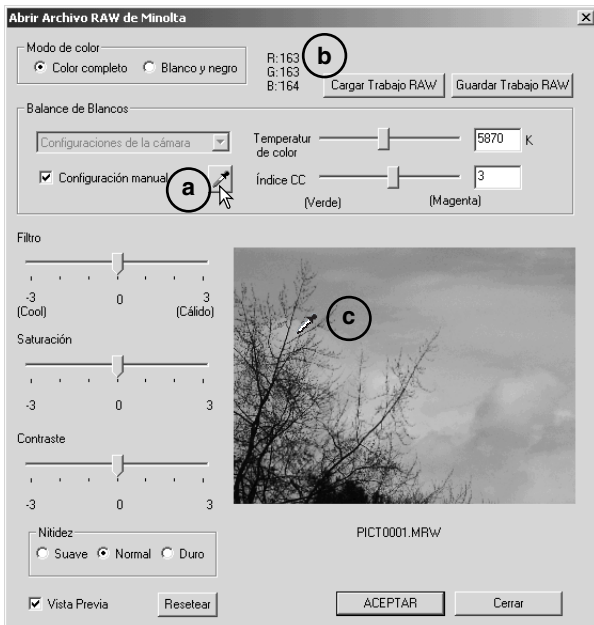 Abrir Archivo RAW de Minolta
Modo de color
Color completo Blanco y negro
R:163
G:163
B:164
b
Cargar Trabajo RAW Guardar Trabajo RAW
Balance de Blancos
Configuraciones de la cámara
Configuración manual
a
Temperatur
de color
5870 K
Índice CC
3
(Verde) (Magenta)
Filtro
-3 0 3
(Cool) (Cálido)
Saturación
-3 0 3
Contraste
-3 0 3
Nitidez
Suave Normal Duro
Vista Previa Resetear
c
PICT0001.MRW
ACEPTAR Cerrar